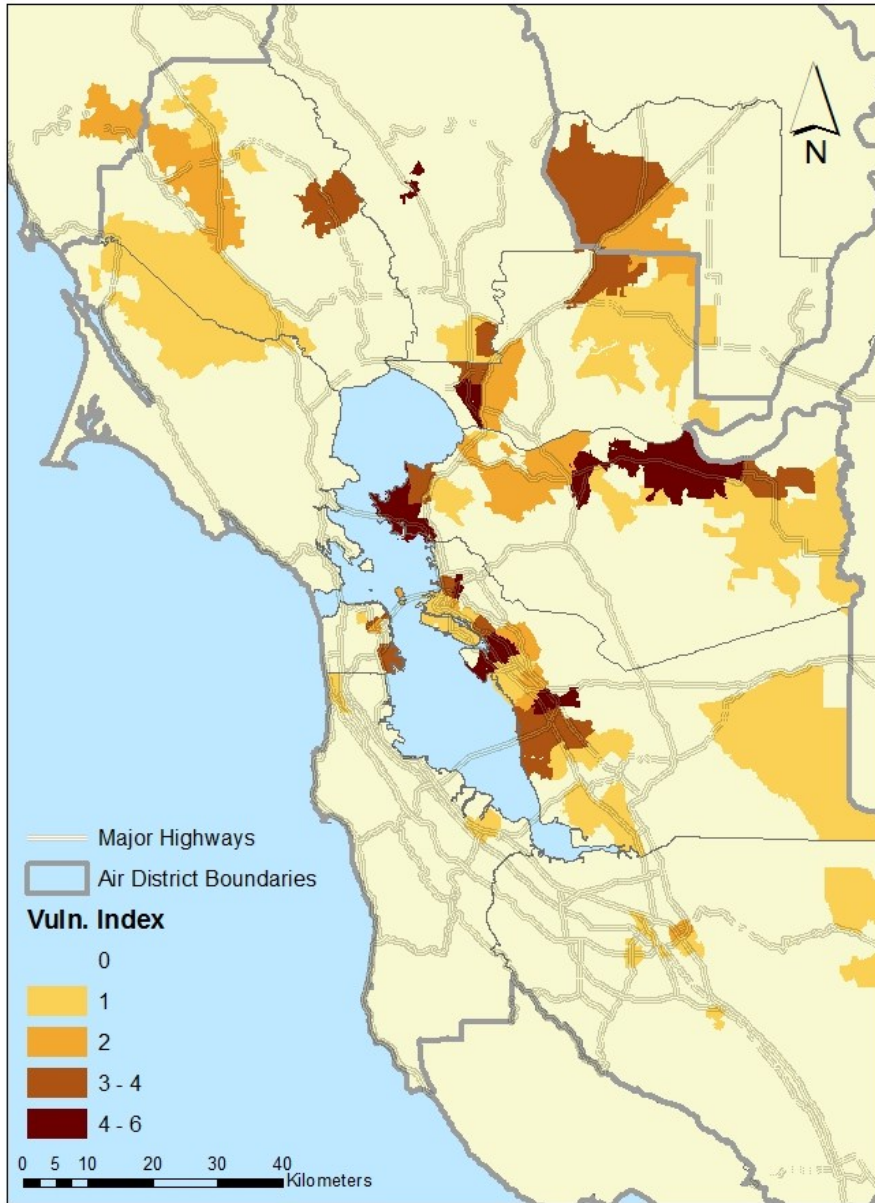 N
Major Highways
Air District Boundaries
Vuln. Index
0
1
2
3 - 4
4 - 6
0 5 10 20 30 40
Kilometers